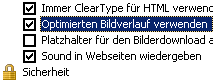 Immer ClearType für HTML verwend
Optimierten Bildverlauf verwenden
Platzhalter für den Bilderdownload a
Sound in Webseiten wiedergeben
Sicherheit